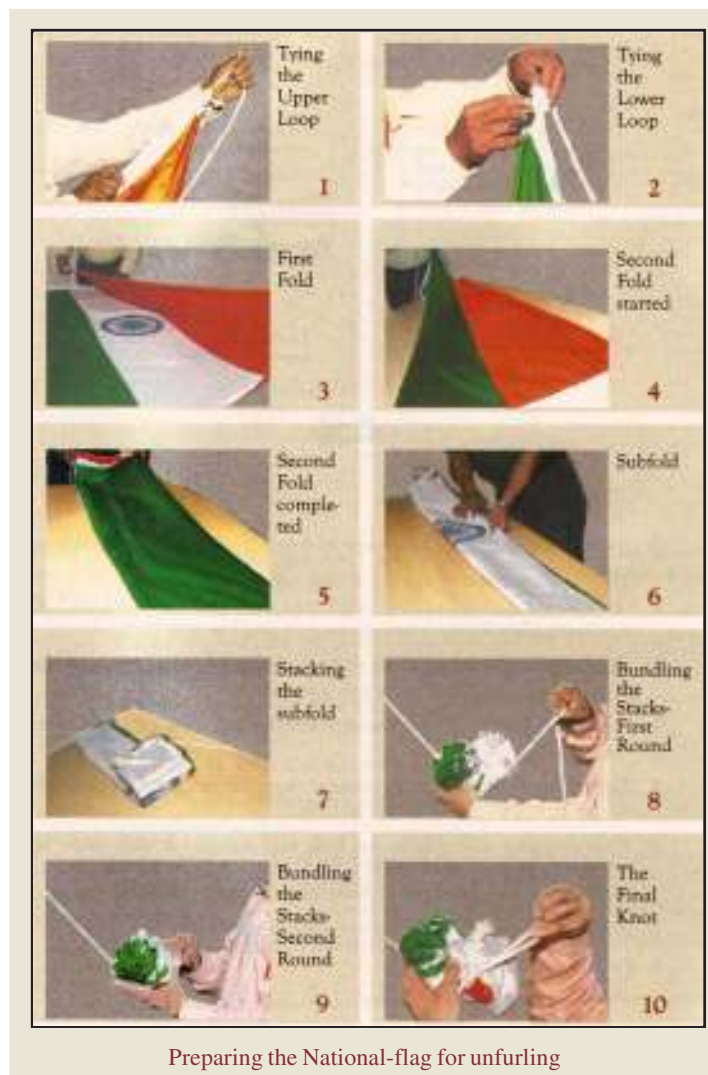 Tying
the
Upper
Loop
1
Tying
the
Lower
Loop
2
First
Fold
3
Second
Fold
started
4
Second
Fold
comple-
ted
5
Subfold
6
Stacking
the
subfold
7
Bundling
the
Stacks-
First
Round
8
Bundling
the
Stacks-
Second
Round
9
The
Final
Knot
10
Preparing the National-flag for unfurling